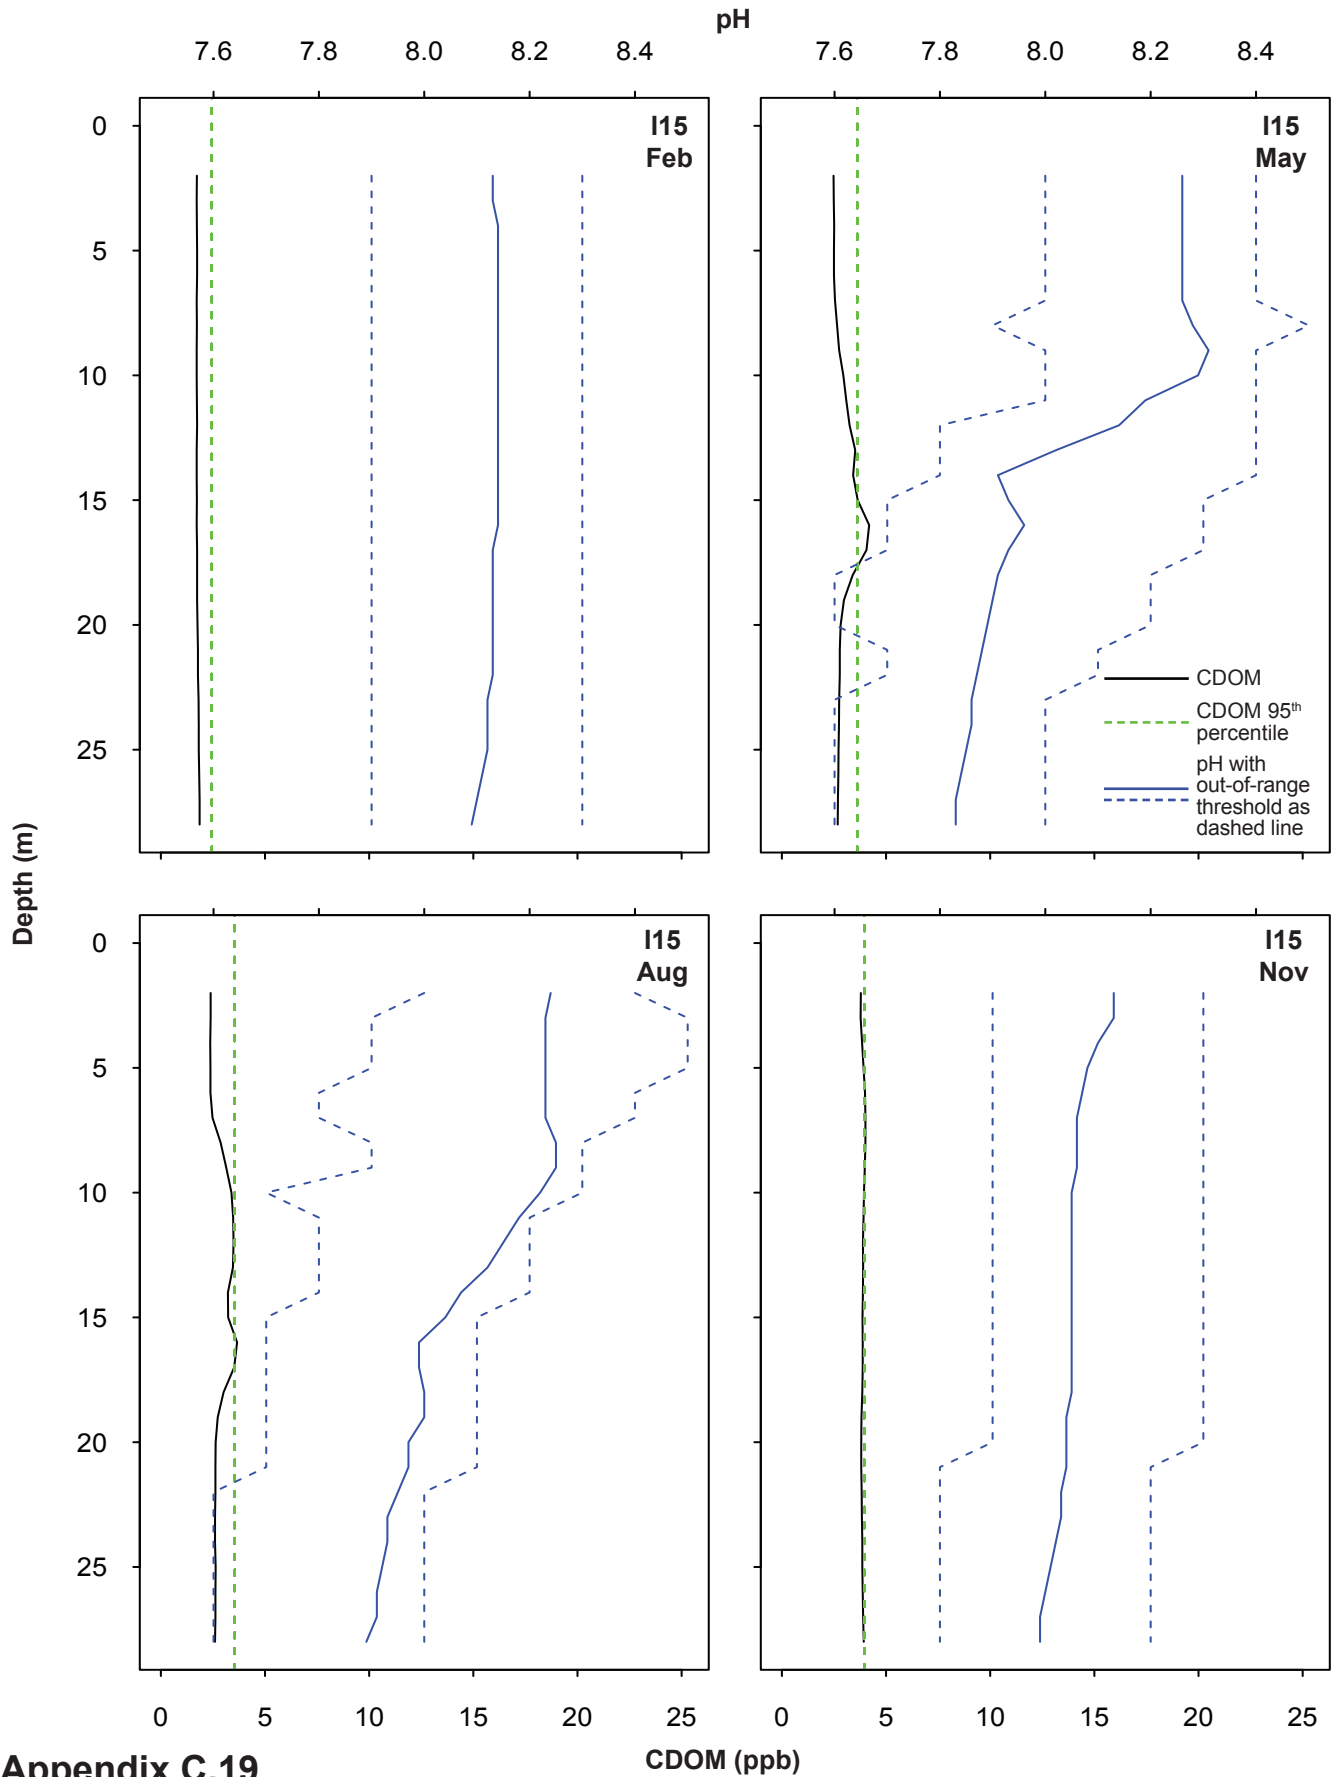 pH
7.6 7.8 8.0 8.2 8.4 7.6 7.8 8.0 8.2 8.4
0
5
10
15
20
25
I15
Feb
I15
May
CDOM
CDOM 95th
percentile
pH with
out-of-range
threshold as
dashed line
Depth (m)
0
5
10
15
20
25
I15
Aug
I15
Nov
0 5 10 15 20 25 0 5 10 15 20 25
CDOM (ppb)
Appendix C.19